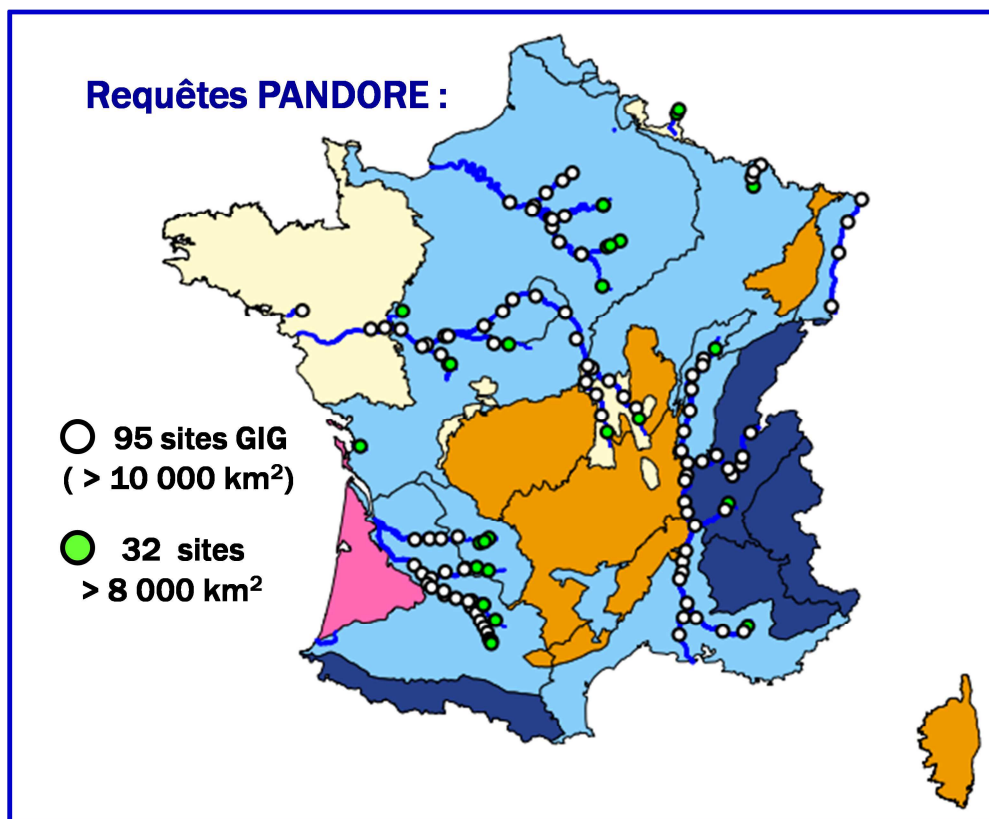 Requêtes PANDORE :
95 sites GIG
( > 10 000 km²)
32 sites
> 8 000 km²